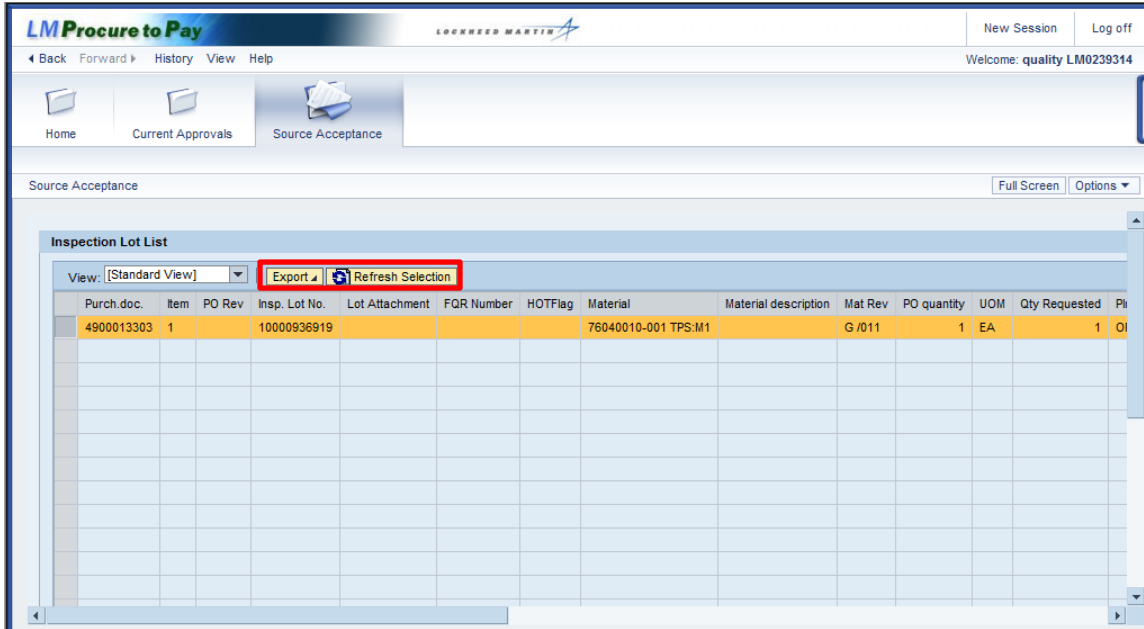 LM Procure to Pay LOCKHEED MARTIN New Session Log off
Back Forward History View Help Welcome: quality LM0239314
Home Current Approvals Source Acceptance
Source Acceptance Full Screen Options
Inspection Lot List
View: [Standard View] Export Refresh Selection
Purch.doc. Item PO Rev Insp. Lot No. Lot Attachment FQR Number HOTFlag Material Material description Mat Rev PO quantity UOM Qty Requested
4900013303 1 10000936919 76040010-001 TPS:M1 G /011 1 EA 1